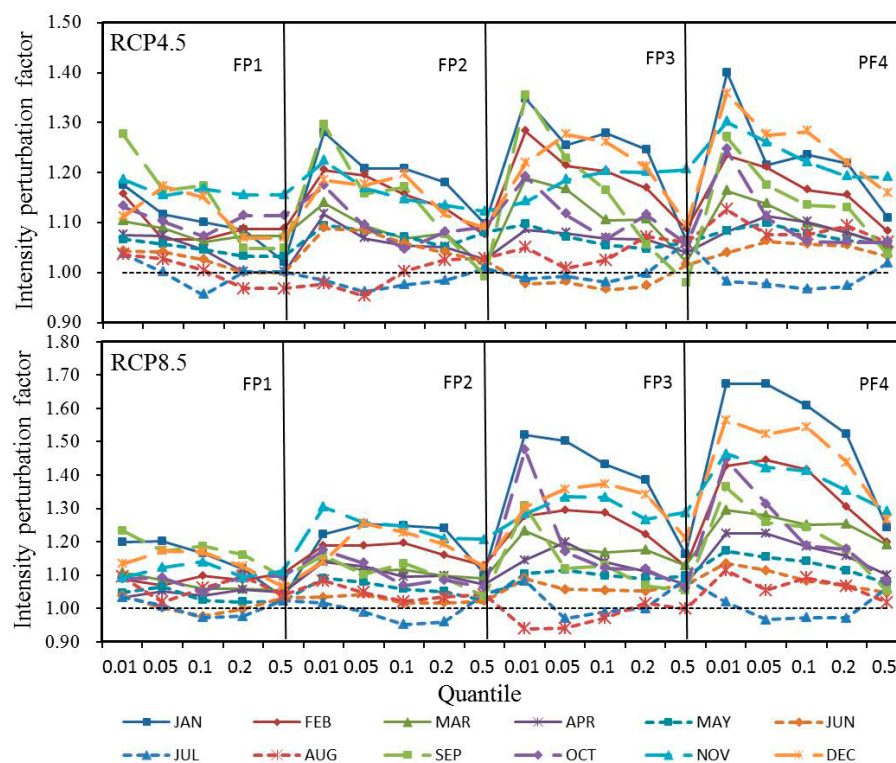 RCP4.5
FP1
FP2
FP3
PF4
Intensity perturbation factor
1.50
1.40
1.30
1.20
1.10
1.00
0.90
RCP8.5
FP1
FP2
FP3
PF4
Intensity perturbation factor
1.80
1.70
1.60
1.50
1.40
1.30
1.20
1.10
1.00
0.90
0.01 0.05 0.1 0.2 0.5 0.01 0.05 0.1 0.2 0.5 0.01 0.05 0.1 0.2 0.5 0.01 0.05 0.1 0.2 0.5
Quantile
JAN FEB MAR APR MAY JUN
JUL AUG SEP OCT NOV DEC